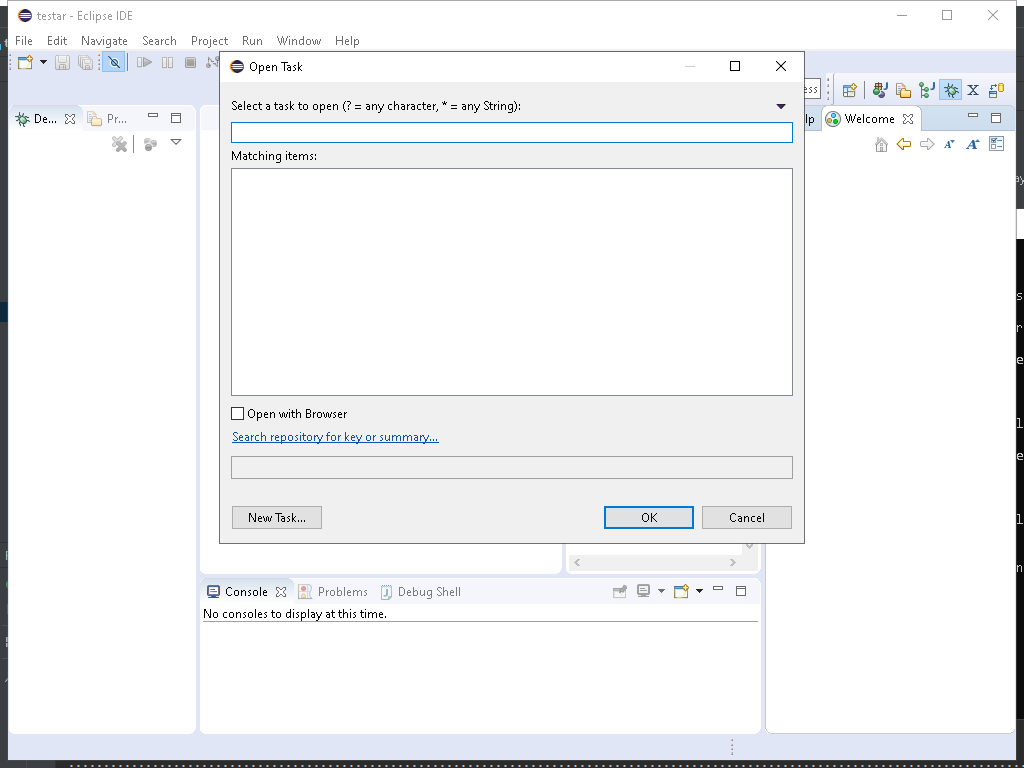 testar - Eclipse IDE
File Edit Navigate Search Project Run Window Help
Open Task
Select a task to open (? = any character, * = any String):
Matching items:
Open with Browser
Search repository for key or summary...
New Task... OK Cancel
De... Pr...
Welcome
Console Problems Debug Shell
No consoles to display at this time.